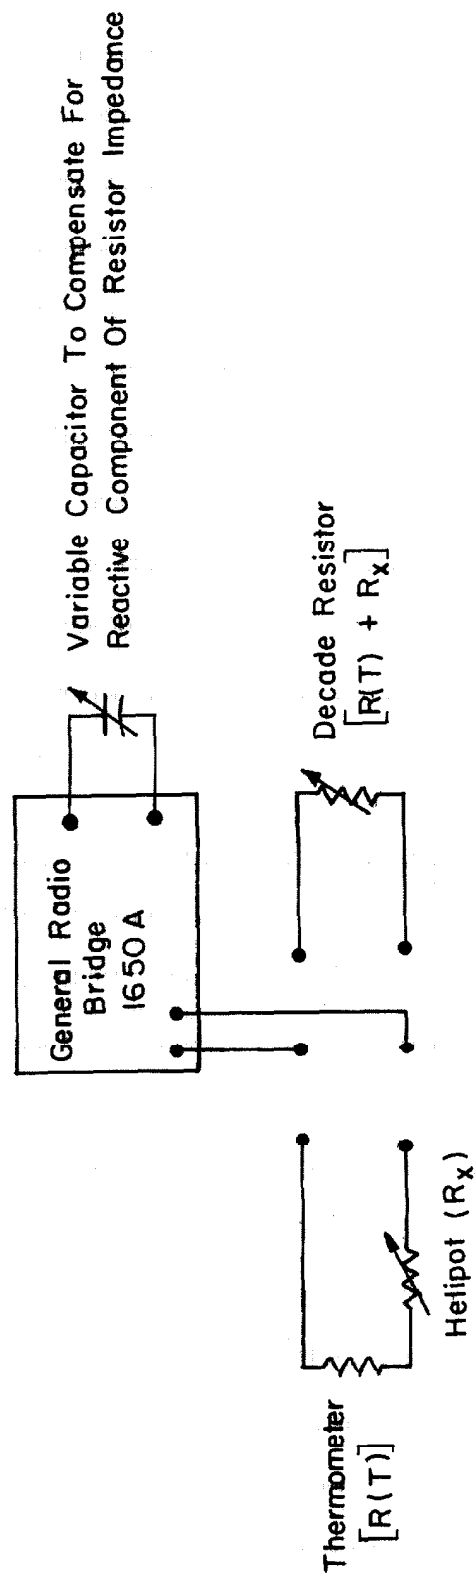 General Radio
Bridge
1650 A
Variable Capacitor To Compensate For
Reactive Component Of Resistor Impedance
Thermometer
[R(T)]
Helipot (Rx)
Decade Resistor
[R(T) + Rx]